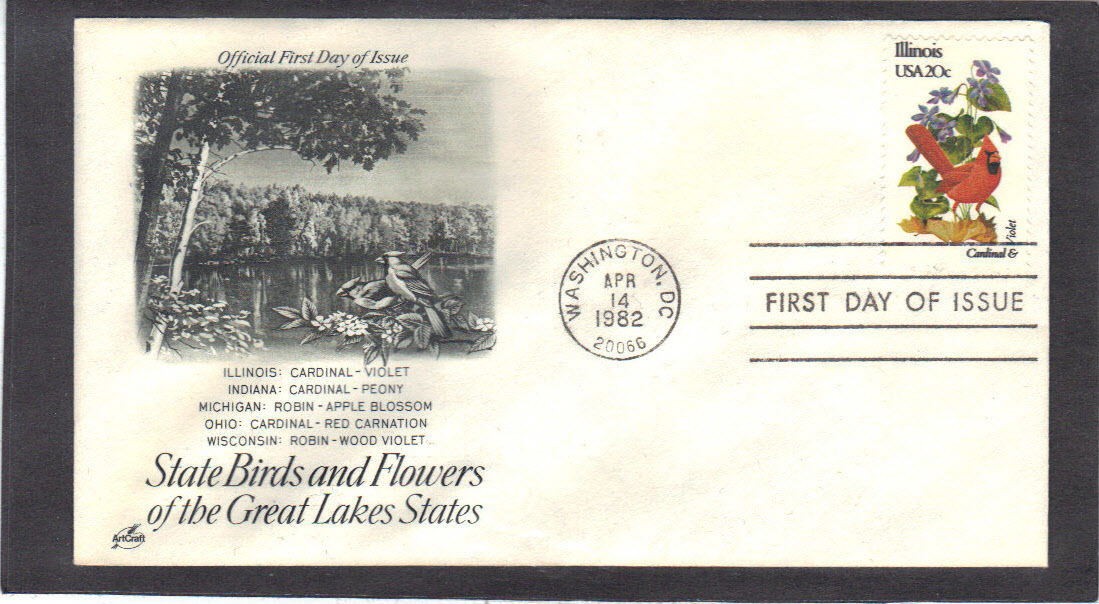 Official First Day of Issue
ILLINOIS: CARDINAL - VIOLET
INDIANA: CARDINAL - PEONY
MICHIGAN: ROBIN - APPLE BLOSSOM
OHIO: CARDINAL - RED CARNATION
WISCONSIN: ROBIN - WOOD VIOLET
State Birds and Flowers
of the Great Lakes States
ArtCraft
WASHINGTON, DC
APR
14
1982
20066
Illinois
USA 20c
Cardinal &
Violet
FIRST DAY OF ISSUE